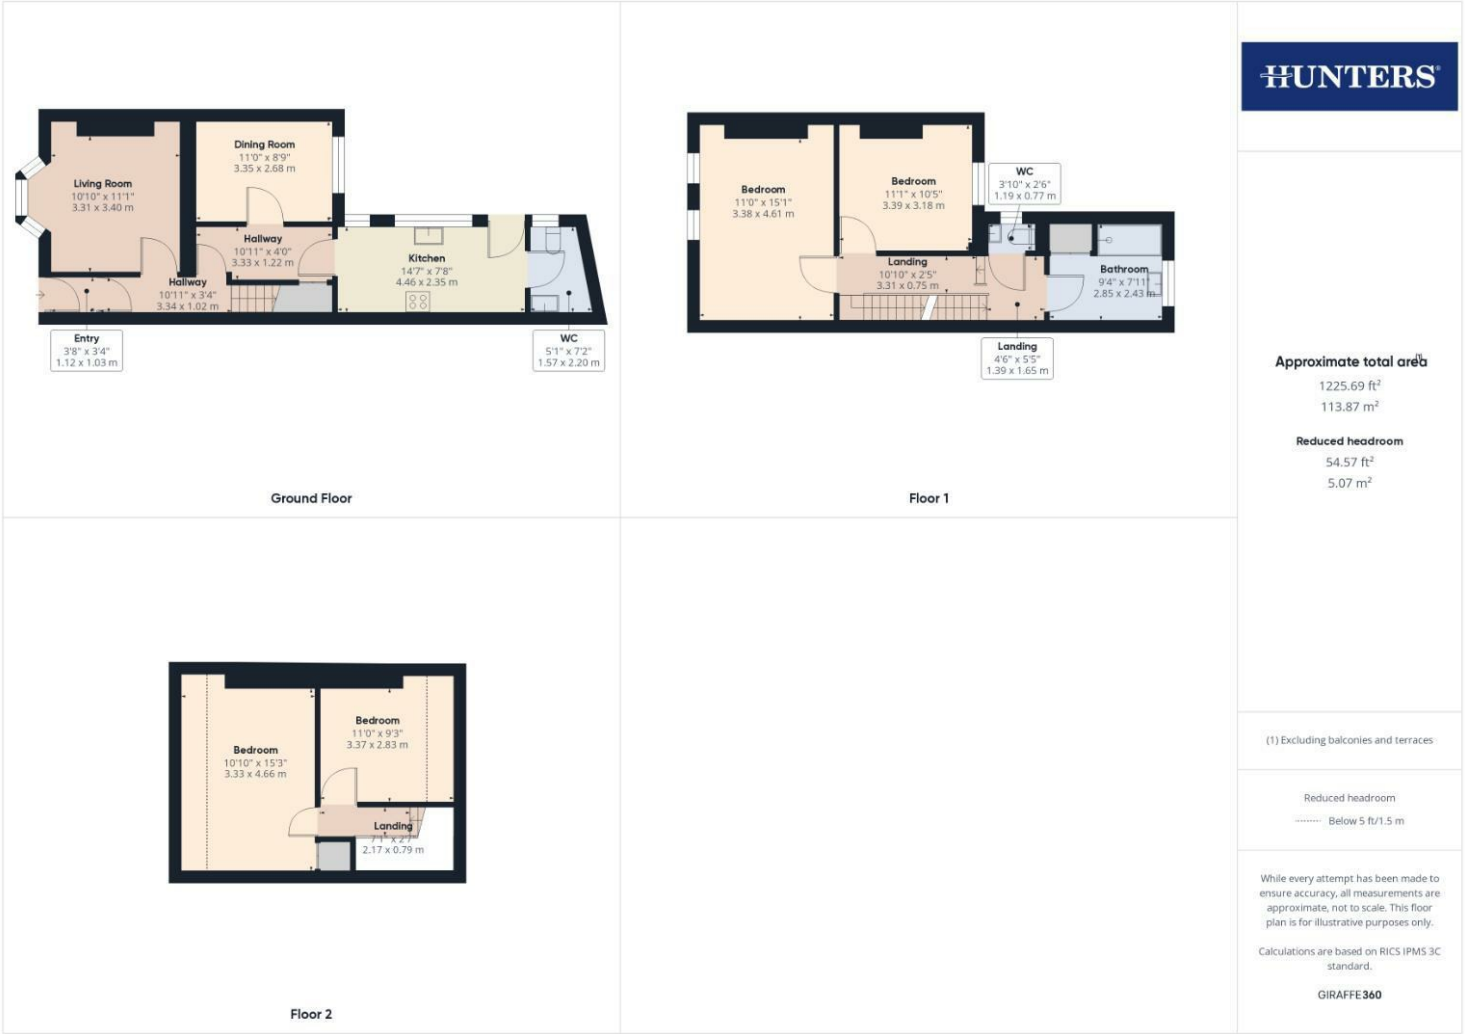 Living Room
10'10" x 11'1"
3.31 x 3.40 m
Dining Room
11'0" x 8'9"
3.35 x 2.68 m
Hallway
10'11" x 4'0"
3.33 x 1.22 m
Hallway
10'11" x 3'4"
3.34 x 1.02 m
Kitchen
14'7" x 7'8"
4.46 x 2.35 m
Entry
3'8" x 3'4"
1.12 x 1.03 m
WC
5'1" x 7'2"
1.57 x 2.20 m
Ground Floor
Bedroom
11'0" x 15'1"
3.38 x 4.61 m
Bedroom
11'1" x 10'5"
3.39 x 3.18 m
WC
3'10" x 2'6"
1.19 x 0.77 m
Landing
10'10" x 2'5"
3.31 x 0.75 m
Bathroom
9'4" x 7'11"
2.85 x 2.43 m
Landing
4'6" x 5'5"
1.39 x 1.65 m
Floor 1
Bedroom
10'10" x 15'3"
3.33 x 4.66 m
Bedroom
11'0" x 9'3"
3.37 x 2.83 m
Landing
7'1" x 2'7"
2.17 x 0.79 m
Floor 2
HUNTERS®
Approximate total area(1)
1225.69 ft²
113.87 m²
Reduced headroom
54.57 ft²
5.07 m²
(1) Excluding balconies and terraces
Reduced headroom
Below 5 ft/1.5 m
While every attempt has been made to
ensure accuracy, all measurements are
approximate, not to scale. This floor
plan is for illustrative purposes only.
Calculations are based on RICS IPMS 3C
standard.
GIRAFFE360